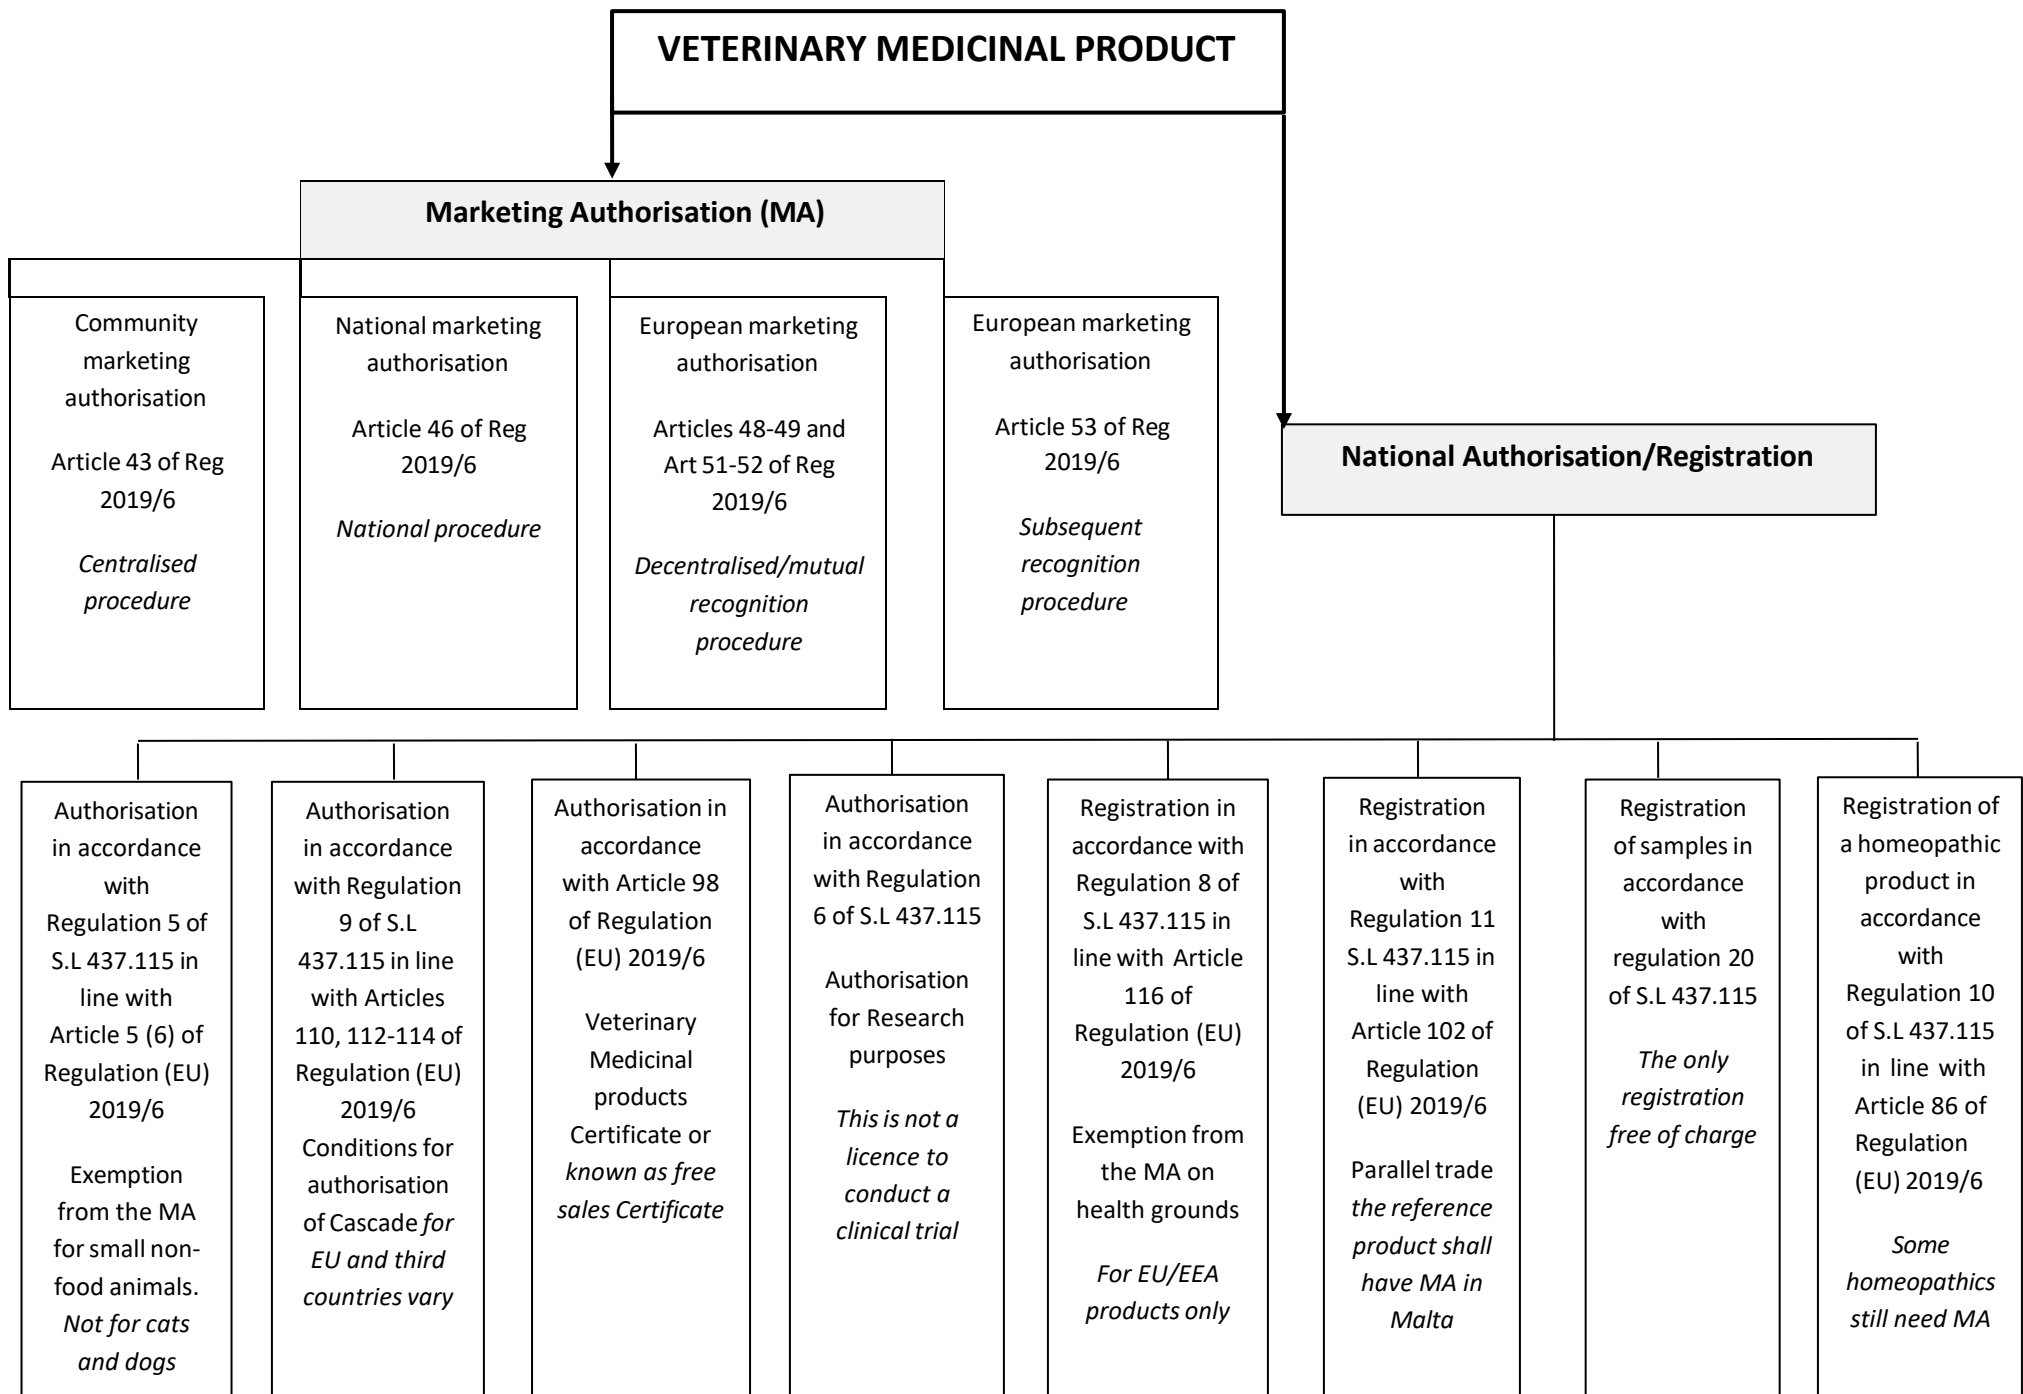 VETERINARY MEDICINAL PRODUCT
Marketing Authorisation (MA)
Community
marketing
authorisation
Article 43 of Reg
2019/6
Centralised
procedure
National marketing
authorisation
Article 46 of Reg
2019/6
National procedure
European marketing
authorisation
Articles 48-49 and
Art 51-52 of Reg
2019/6
Decentralised/mutual
recognition
procedure
European marketing
authorisation
Article 53 of Reg
2019/6
Subsequent
recognition
procedure
National Authorisation/Registration
Authorisation
in accordance
with
Regulation 5 of
S.L 437.115 in
line with
Article 5 (6) of
Regulation (EU)
2019/6
Exemption
from the MA
for small non-
food animals.
Not for cats
and dogs
Authorisation
in accordance
with Regulation
9 of S.L
437.115 in line
with Articles
110, 112-114 of
Regulation (EU)
2019/6
Conditions for
authorisation
of Cascade for
EU and third
countries vary
Authorisation in
accordance
with Article 98
of Regulation
(EU) 2019/6
Veterinary
Medicinal
products
Certificate or
known as free
sales Certificate
Authorisation
in accordance
with Regulation
6 of S.L 437.115
Authorisation
for Research
purposes
This is not a
licence to
conduct a
clinical trial
Registration in
accordance with
Regulation 8 of
S.L 437.115 in
line with Article
116 of
Regulation (EU)
2019/6
Exemption from
the MA on
health grounds
For EU/EEA
products only
Registration
in accordance
with
Regulation 11
S.L 437.115 in
line with
Article 102 of
Regulation
(EU) 2019/6
Parallel trade
the reference
product shall
have MA in
Malta
Registration
of samples in
accordance
with
regulation 20
of S.L 437.115
The only
registration
free of charge
Registration of
a homeopathic
product in
accordance
with
Regulation 10
of S.L 437.115
in line with
Article 86 of
Regulation
(EU) 2019/6
Some
homeopathics
still need MA